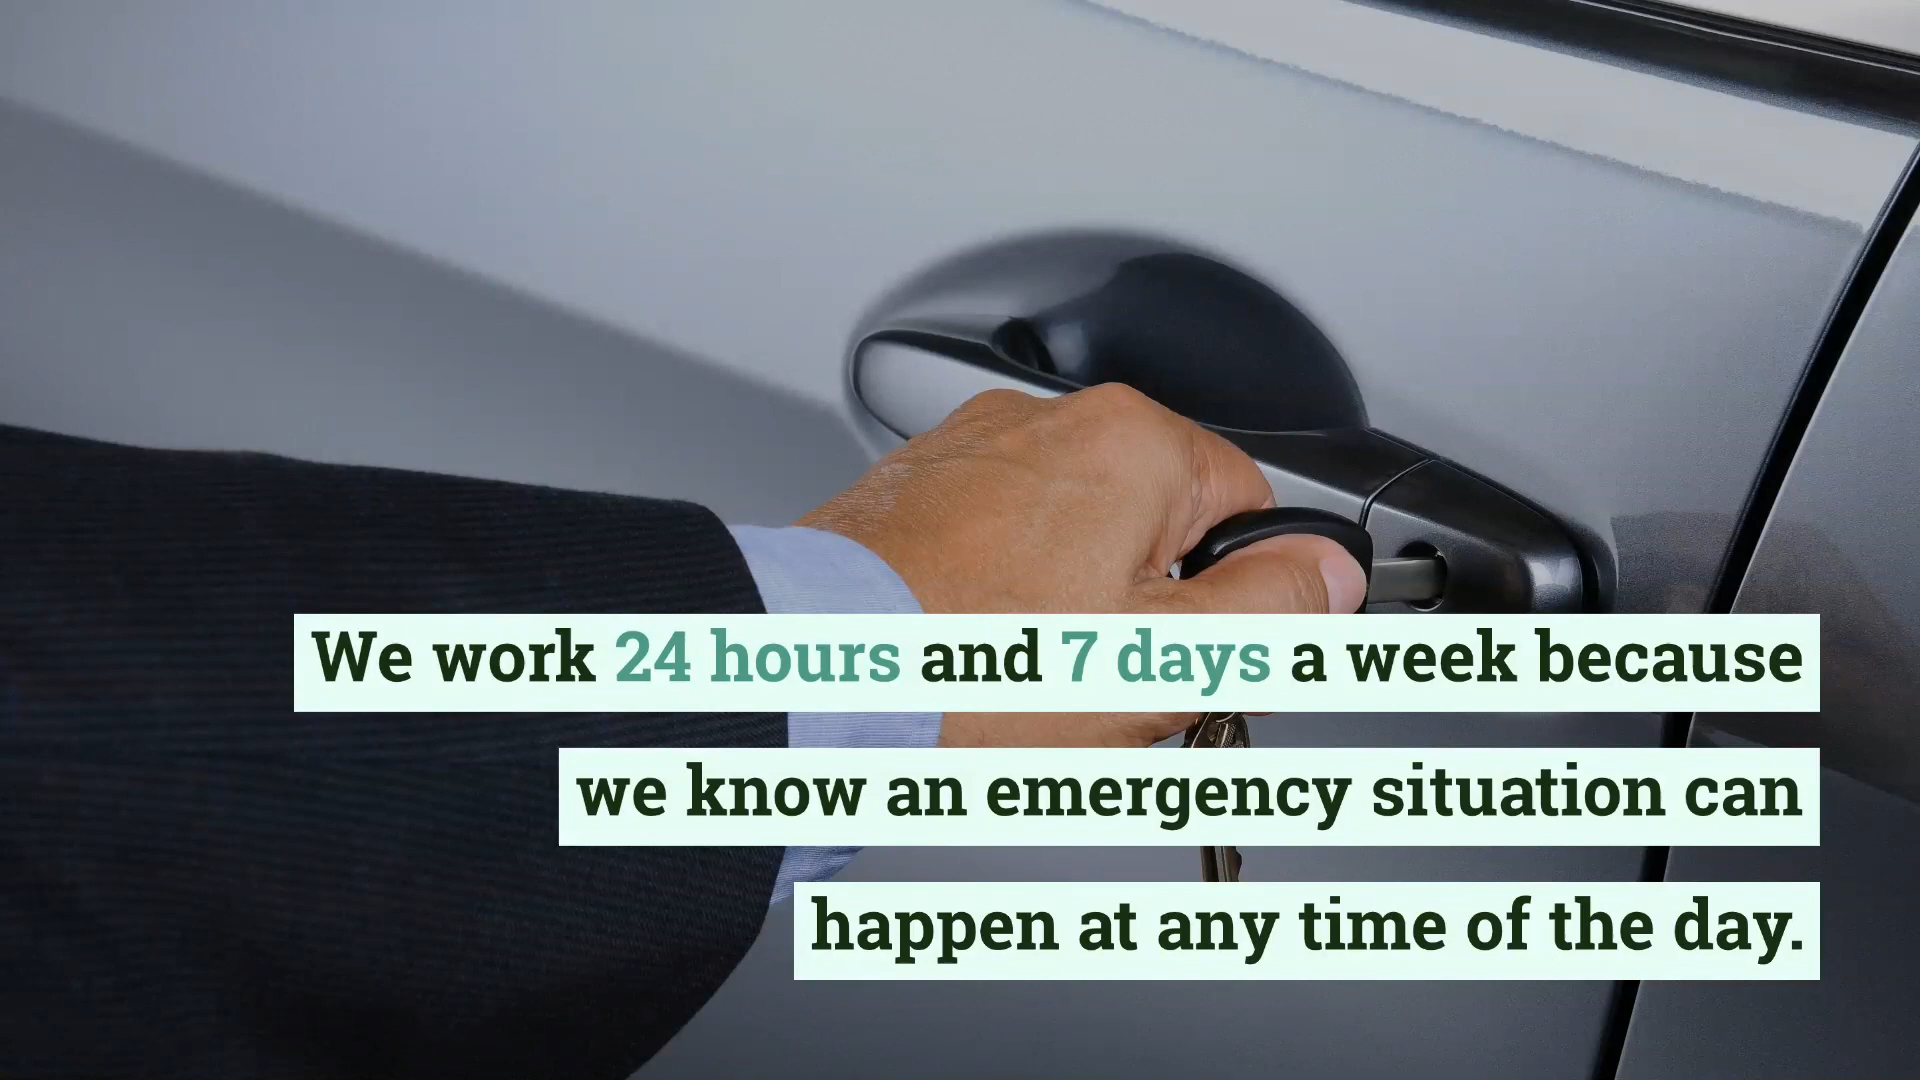 We work 24 hours and 7 days a week because
we know an emergency situation can
happen at any time of the day.